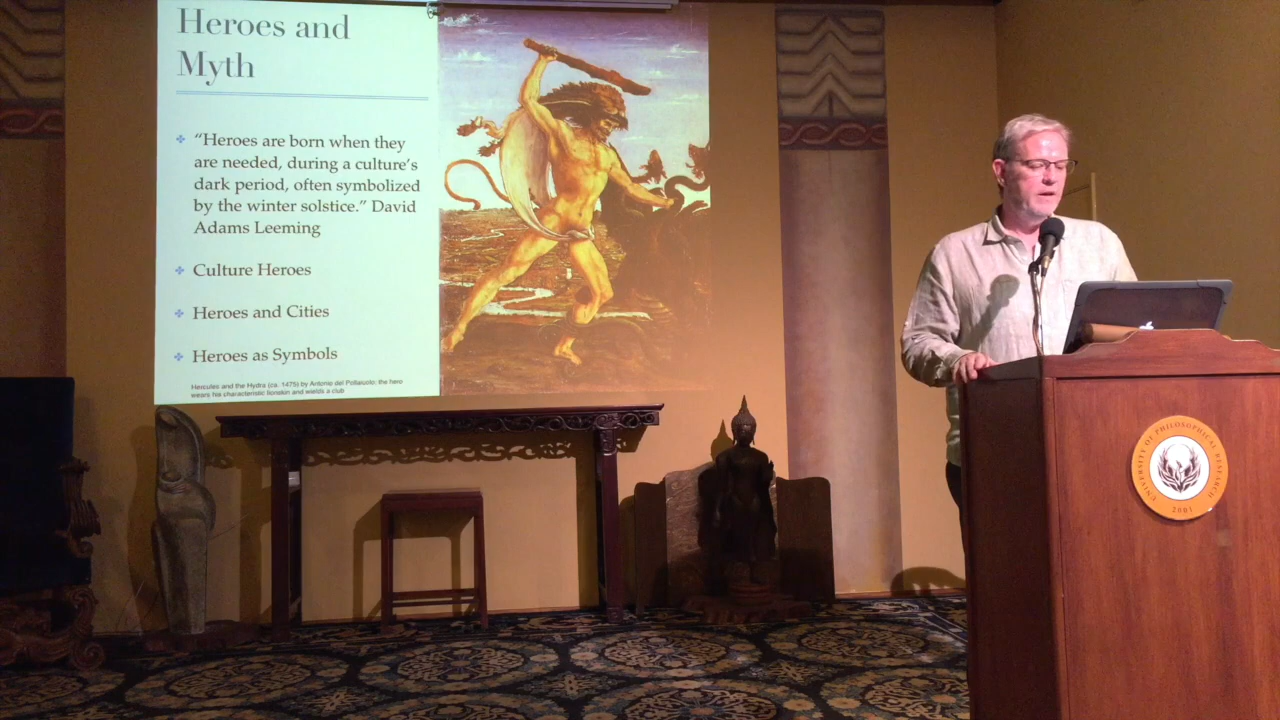 Heroes and
Myth
“Heroes are born when they
are needed, during a culture’s
dark period, often symbolized
by the winter solstice.” David
Adams Leeming
Culture Heroes
Heroes and Cities
Heroes as Symbols
Hercules and the Hydra (ca. 1475) by Antonio del Pollaiuolo; the hero
wears his characteristic lionskin and wields a club
UNIVERSITY OF PHILOSOPHICAL RESEARCH
2001